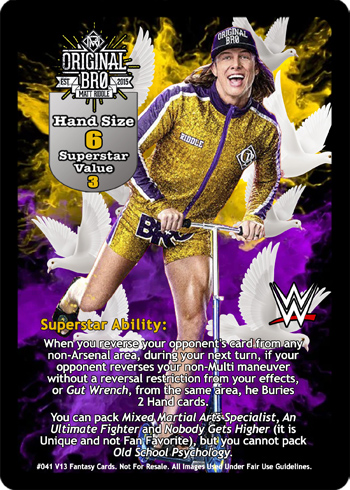 ORIGINAL
BRO
EST. 2015
MATT RIDDLE
Hand Size
6
Superstar
Value
3
ORIGINAL
BRO
RIDDLE
BRO
W
Superstar Ability:
When you reverse your opponent's card from any
non-Arsenal area, during your next turn, if your
opponent reverses your non-Multi maneuver
without a reversal restriction from your effects,
or Gut Wrench, from the same area, he Buries
2 Hand cards.
You can pack Mixed Martial Arts Specialist, An
Ultimate Fighter and Nobody Gets Higher (it is
Unique and not Fan Favorite), but you cannot pack
Old School Psychology.
#041 V13 Fantasy Cards. Not For Resale. All Images Used Under Fair Use Guidelines.